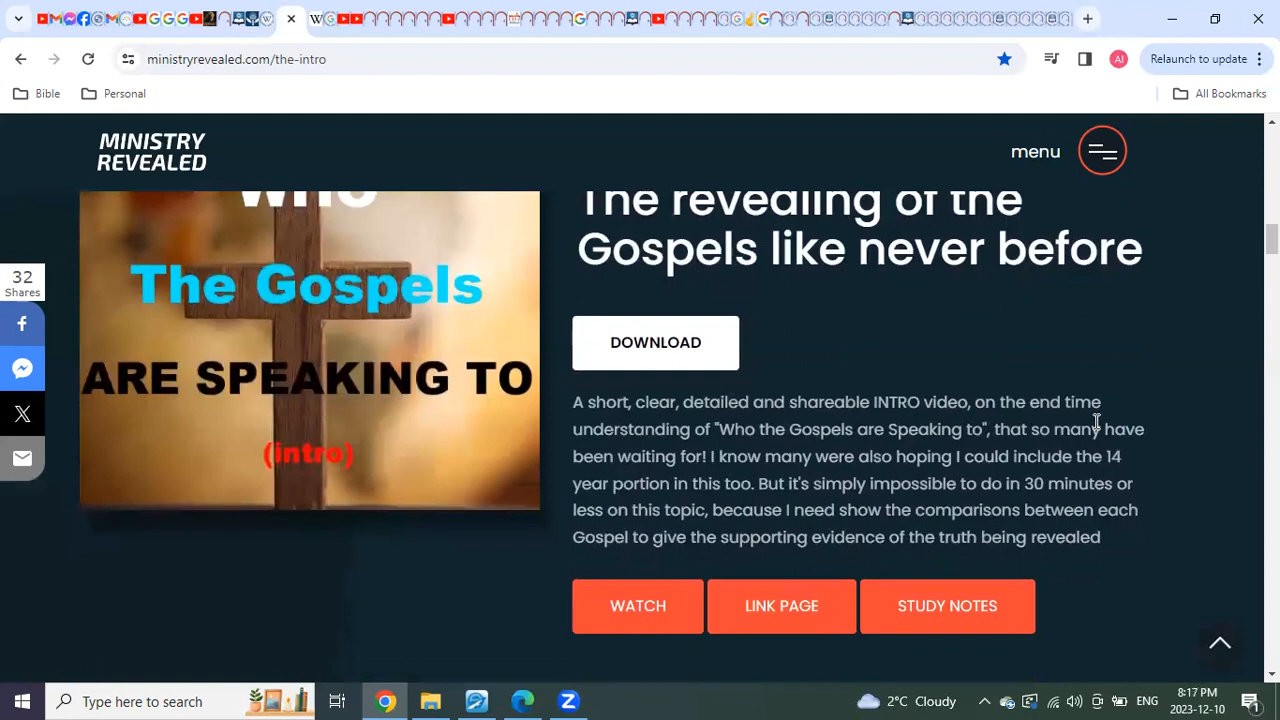 ministryrevealed.com/the-intro
AI
Relaunch to update
Bible
Personal
All Bookmarks
MINISTRY
REVEALED
menu
The revealing of the
Gospels like never before
Who
The Gospels
ARE SPEAKING TO
(intro)
32
Shares
DOWNLOAD
A short, clear, detailed and shareable INTRO video, on the end time
understanding of "Who the Gospels are Speaking to", that so many have
been waiting for! I know many were also hoping I could include the 14
year portion in this too. But it's simply impossible to do in 30 minutes or
less on this topic, because I need show the comparisons between each
Gospel to give the supporting evidence of the truth being revealed
WATCH
LINK PAGE
STUDY NOTES
Type here to search
2°C Cloudy
ENG
8:17 PM
2023-12-10
1